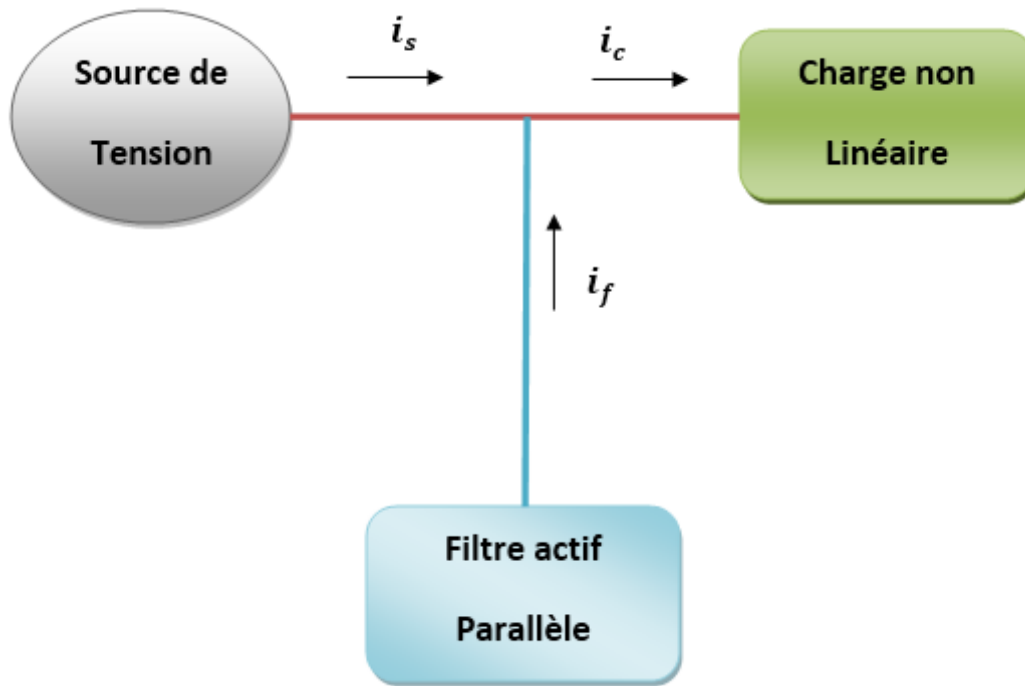 Source de
Tension
i_s
i_c
Charge non
Linéaire
i_f
Filtre actif
Parallèle